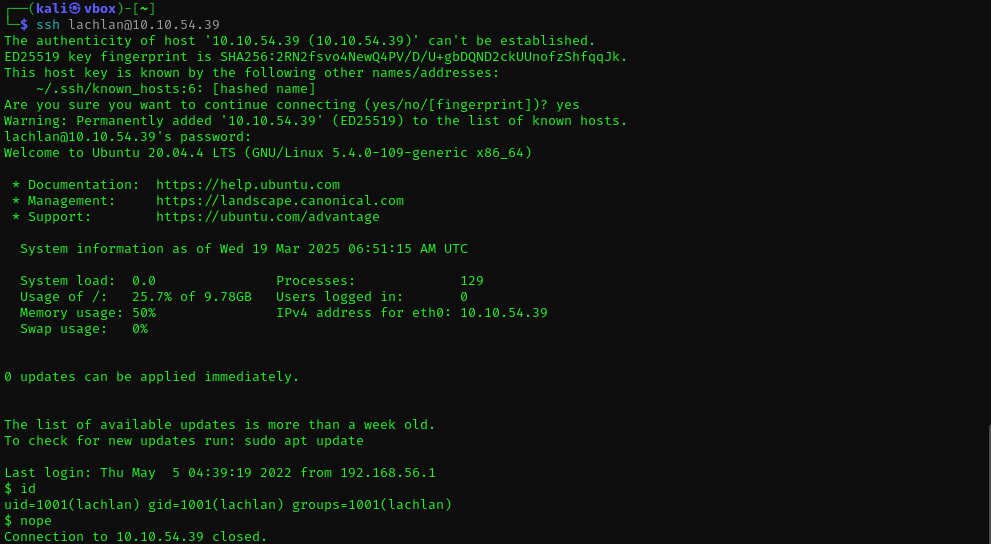 ┌──(kali㉿vbox)-[~]
└─$ ssh lachlan@10.10.54.39
The authenticity of host '10.10.54.39 (10.10.54.39)' can't be established.
ED25519 key fingerprint is SHA256:2RN2fsvo4NewQ4PV/D/U+gbDQND2ckUUnofzShfqqJk.
This host key is known by the following other names/addresses:
    ~/.ssh/known_hosts:6: [hashed name]
Are you sure you want to continue connecting (yes/no/[fingerprint])? yes
Warning: Permanently added '10.10.54.39' (ED25519) to the list of known hosts.
lachlan@10.10.54.39's password:
Welcome to Ubuntu 20.04.4 LTS (GNU/Linux 5.4.0-109-generic x86_64)

 * Documentation:  https://help.ubuntu.com
 * Management:     https://landscape.canonical.com
 * Support:        https://ubuntu.com/advantage

  System information as of Wed 19 Mar 2025 06:51:15 AM UTC

  System load:  0.0               Processes:             129
  Usage of /:   25.7% of 9.78GB   Users logged in:       0
  Memory usage: 50%               IPv4 address for eth0: 10.10.54.39
  Swap usage:   0%

0 updates can be applied immediately.

The list of available updates is more than a week old.
To check for new updates run: sudo apt update

Last login: Thu May  5 04:39:19 2022 from 192.168.56.1
$ id
uid=1001(lachlan) gid=1001(lachlan) groups=1001(lachlan)
$ nope
Connection to 10.10.54.39 closed.